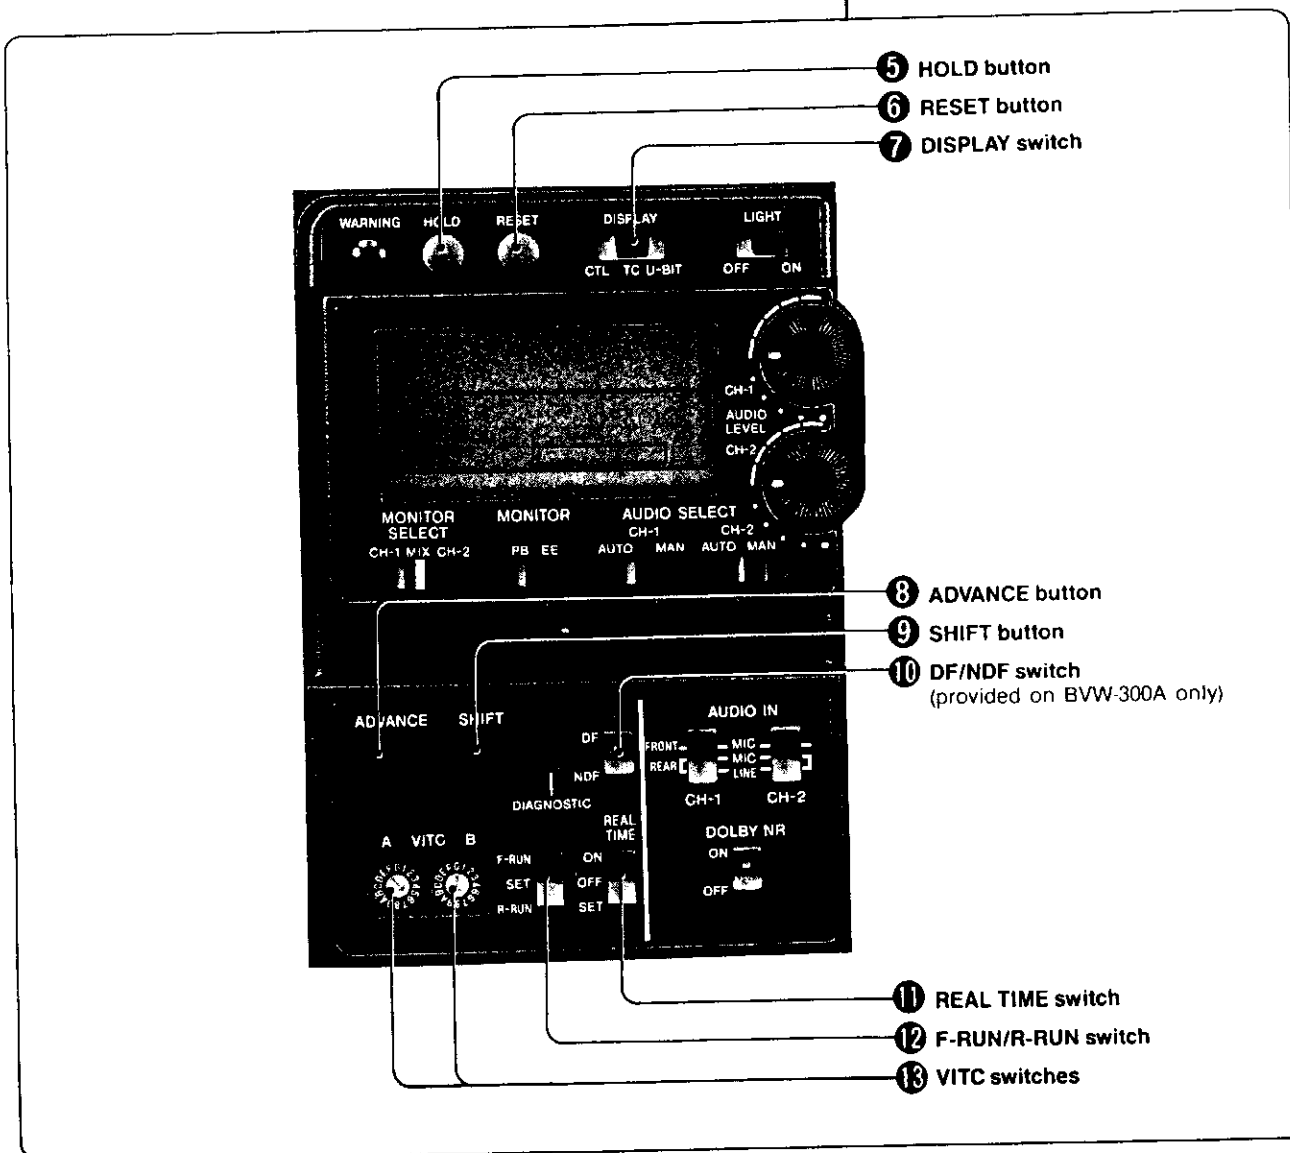 5 HOLD button
6 RESET button
7 DISPLAY switch
WARNING HOLD RESET DISPLAY LIGHT
CTL TC U-BIT OFF ON
CH-1
AUDIO
LEVEL
CH-2
MONITOR SELECT MONITOR AUDIO SELECT
CH-1 CH-2
CH-1 MIX CH-2 PB EE AUTO MAN AUTO MAN
8 ADVANCE button
9 SHIFT button
10 DF/NDF switch
(provided on BVW-300A only)
ADVANCE SHIFT
DF
NDF
DIAGNOSTIC
AUDIO IN
FRONT MIC
REAR MIC
LINE
CH-1 CH-2
REAL
TIME
DOLBY NR
ON
OFF
A VITC B
F-RUN
SET
R-RUN
ON
OFF
SET
11 REAL TIME switch
12 F-RUN/R-RUN switch
13 VITC switches